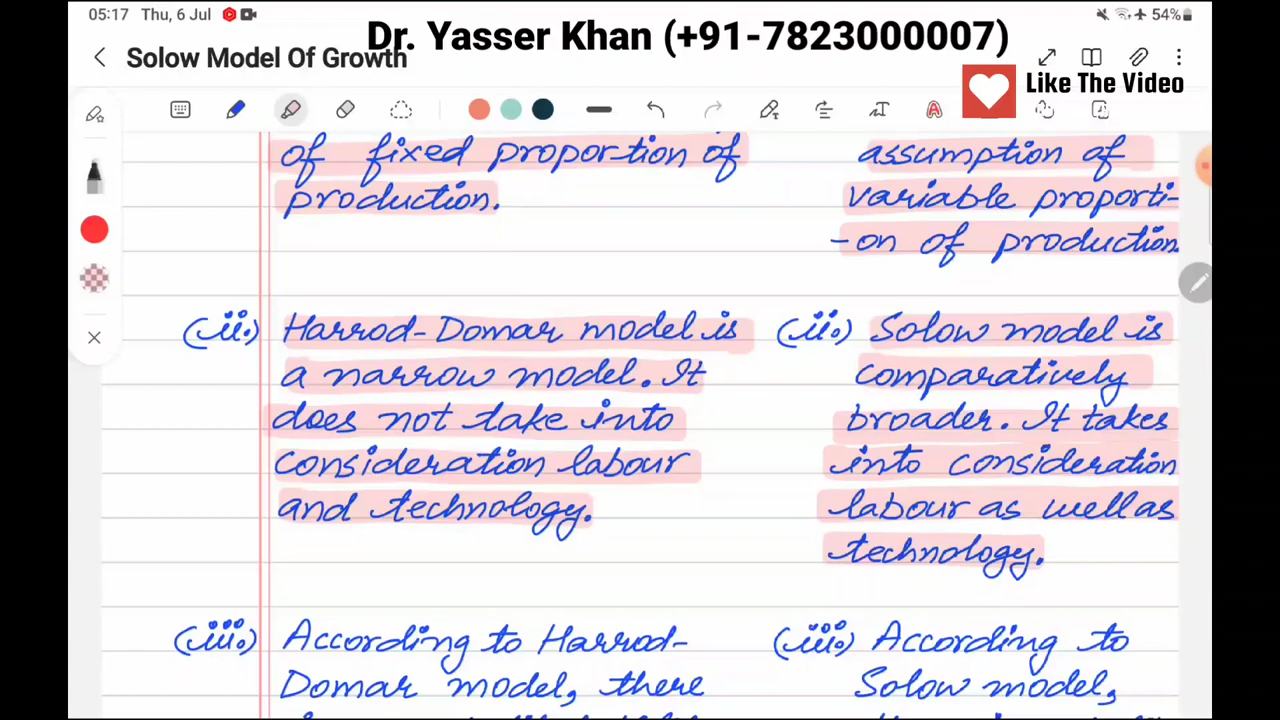 05:17 Thu, 6 Jul
54%
Dr. Yasser Khan (+91-7823000007)
Solow Model Of Growth
Like The Video
of fixed proportion of
production.
assumption of
variable proporti-
-on of production.
(ii.) Harrod-Domar model is
a narrow model. It
does not take into
consideration labour
and technology.
(ii.) Solow model is
comparatively
broader. It takes
into consideration
labour as well as
technology.
(iii.) According to Harrod-
Domar model, there
(iii.) According to
Solow model,